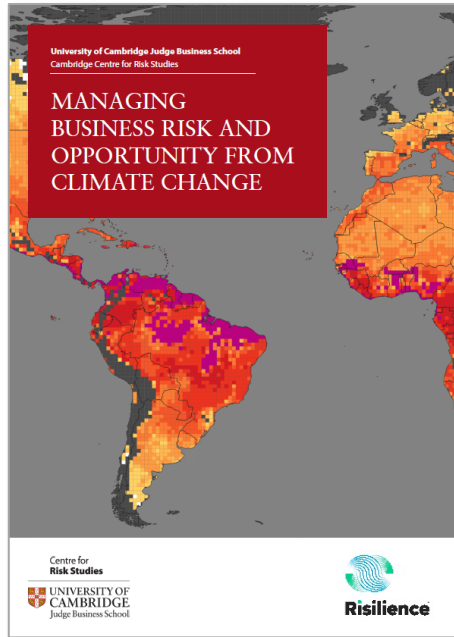 University of Cambridge Judge Business School
Cambridge Centre for Risk Studies
MANAGING
BUSINESS RISK AND
OPPORTUNITY FROM
CLIMATE CHANGE
Centre for
Risk Studies
UNIVERSITY OF
CAMBRIDGE
Judge Business School
Risilience